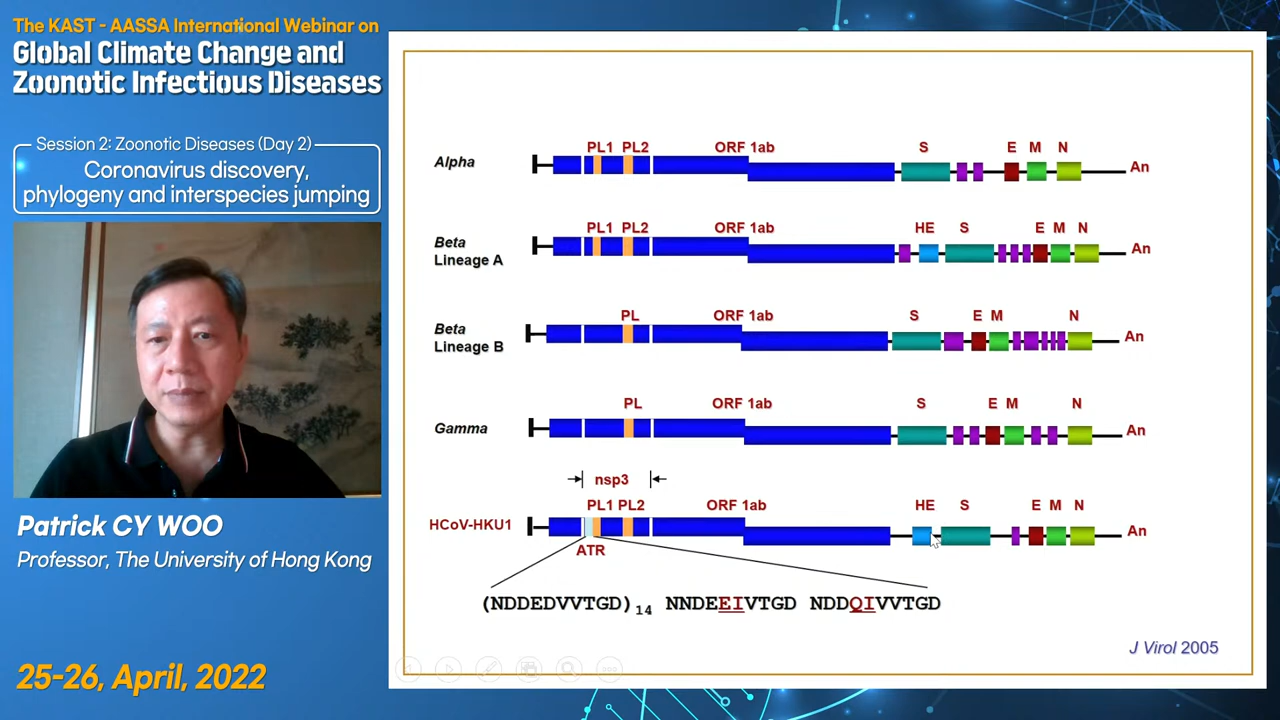 The KAST - AASSA International Webinar on
Global Climate Change and
Zoonotic Infectious Diseases
Session 2: Zoonotic Diseases (Day 2)
Coronavirus discovery,
phylogeny and interspecies jumping
Patrick CY WOO
Professor, The University of Hong Kong
25-26, April, 2022
PL1 PL2 ORF 1ab S E M N
Alpha An
PL1 PL2 ORF 1ab HE S E M N
Beta
Lineage A An
PL ORF 1ab S E M N
Beta
Lineage B An
PL ORF 1ab S E M N
Gamma An
nsp3
PL1 PL2 ORF 1ab HE S E M N
HCoV-HKU1 An
ATR
(NDDEDVVTGD)14 NNDEEIVTGD NDDQIVVTGD
J Virol 2005